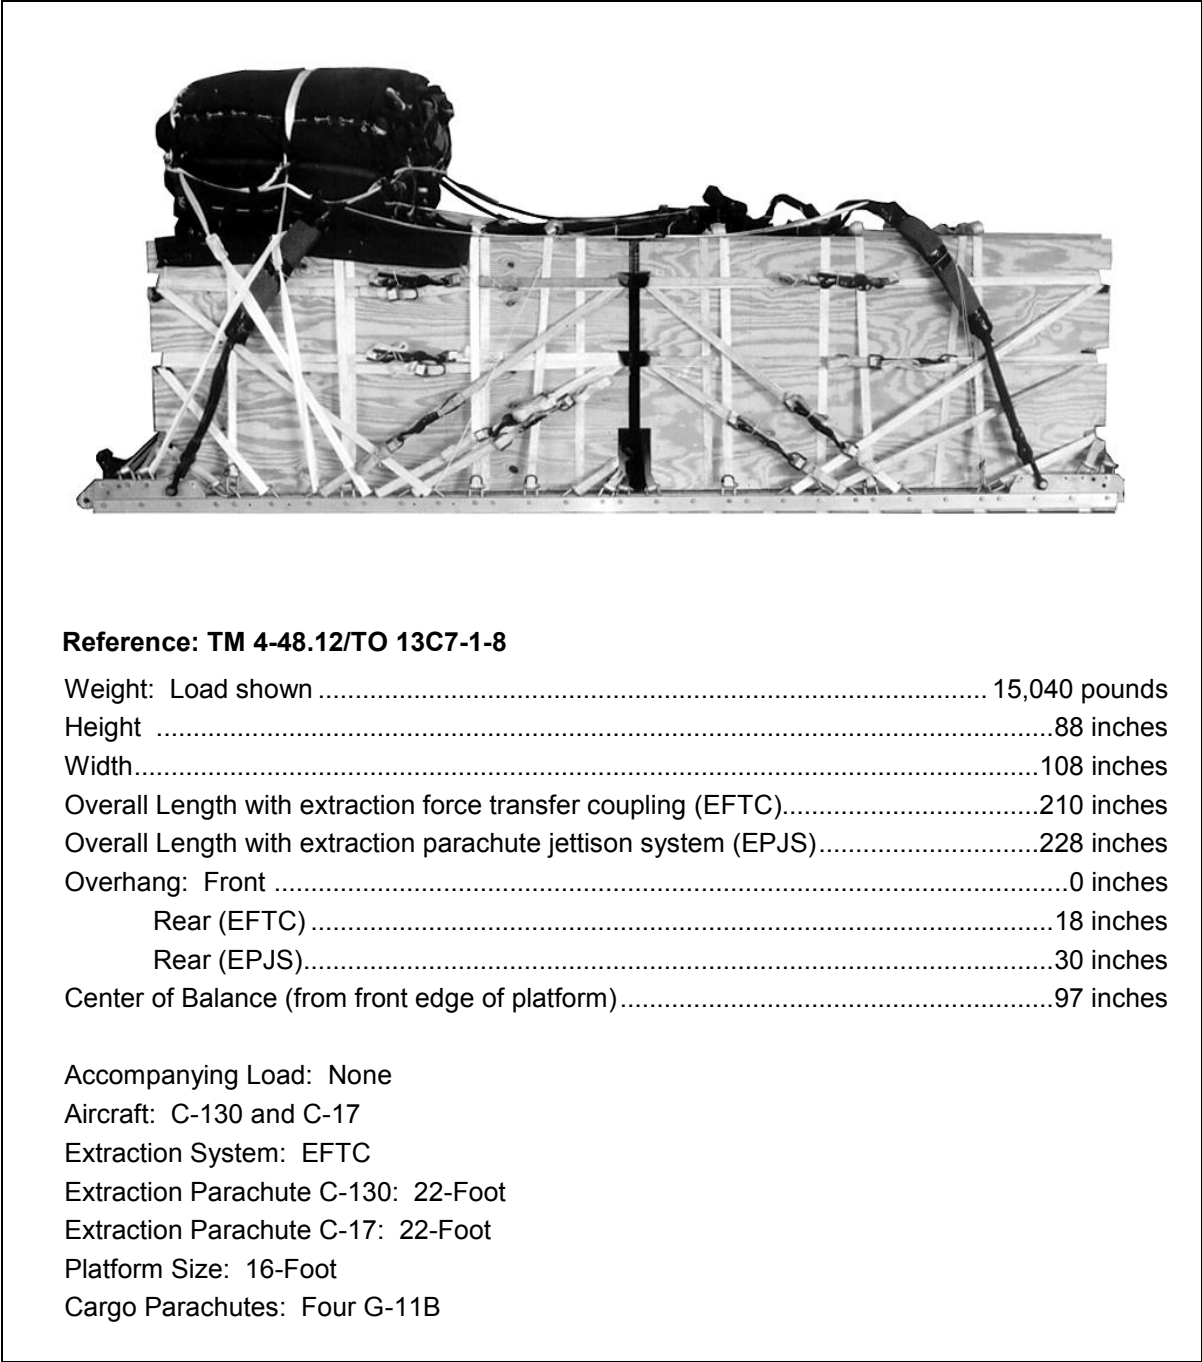 Reference: TM 4-48.12/TO 13C7-1-8
Weight: Load shown ........................................................................................... 15,040 pounds
Height ..........................................................................................................................88 inches
Width...........................................................................................................................108 inches
Overall Length with extraction force transfer coupling (EFTC)...................................210 inches
Overall Length with extraction parachute jettison system (EPJS)..............................228 inches
Overhang: Front ............................................................................................................0 inches
Rear (EFTC) .....................................................................................................18 inches
Rear (EPJS)......................................................................................................30 inches
Center of Balance (from front edge of platform)...........................................................97 inches
Accompanying Load: None
Aircraft: C-130 and C-17
Extraction System: EFTC
Extraction Parachute C-130: 22-Foot
Extraction Parachute C-17: 22-Foot
Platform Size: 16-Foot
Cargo Parachutes: Four G-11B